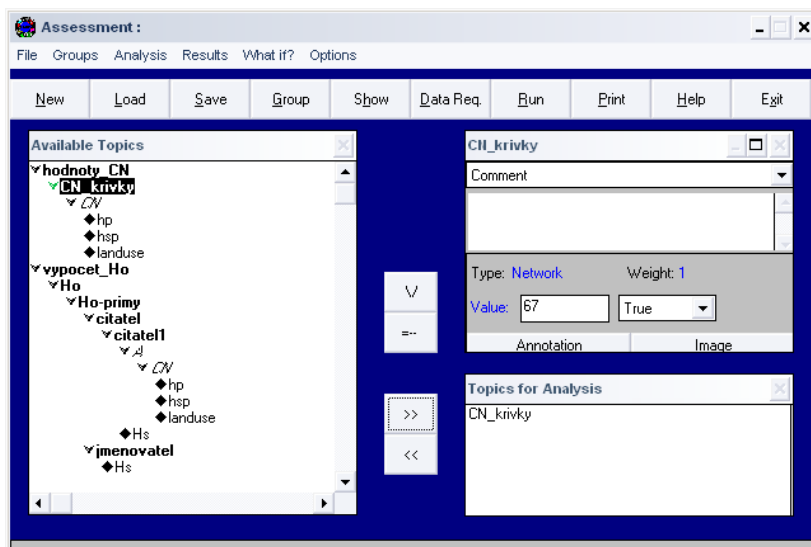 Assessment :
File Groups Analysis Results What if? Options
New Load Save Group Show Data Req. Run Print Help Exit
Available Topics
hodnoty_CN
CN_krivky
CN
hp
hsp
landuse
vypocet_Ho
Ho
Ho-primy
citatel
citatel1
A
CN
hp
hsp
landuse
Hs
jmenovatel
Hs
\/
=--
>>
<<
CN_krivky
Comment
Type: Network Weight: 1
Value: 67 True
Annotation Image
Topics for Analysis
CN_krivky